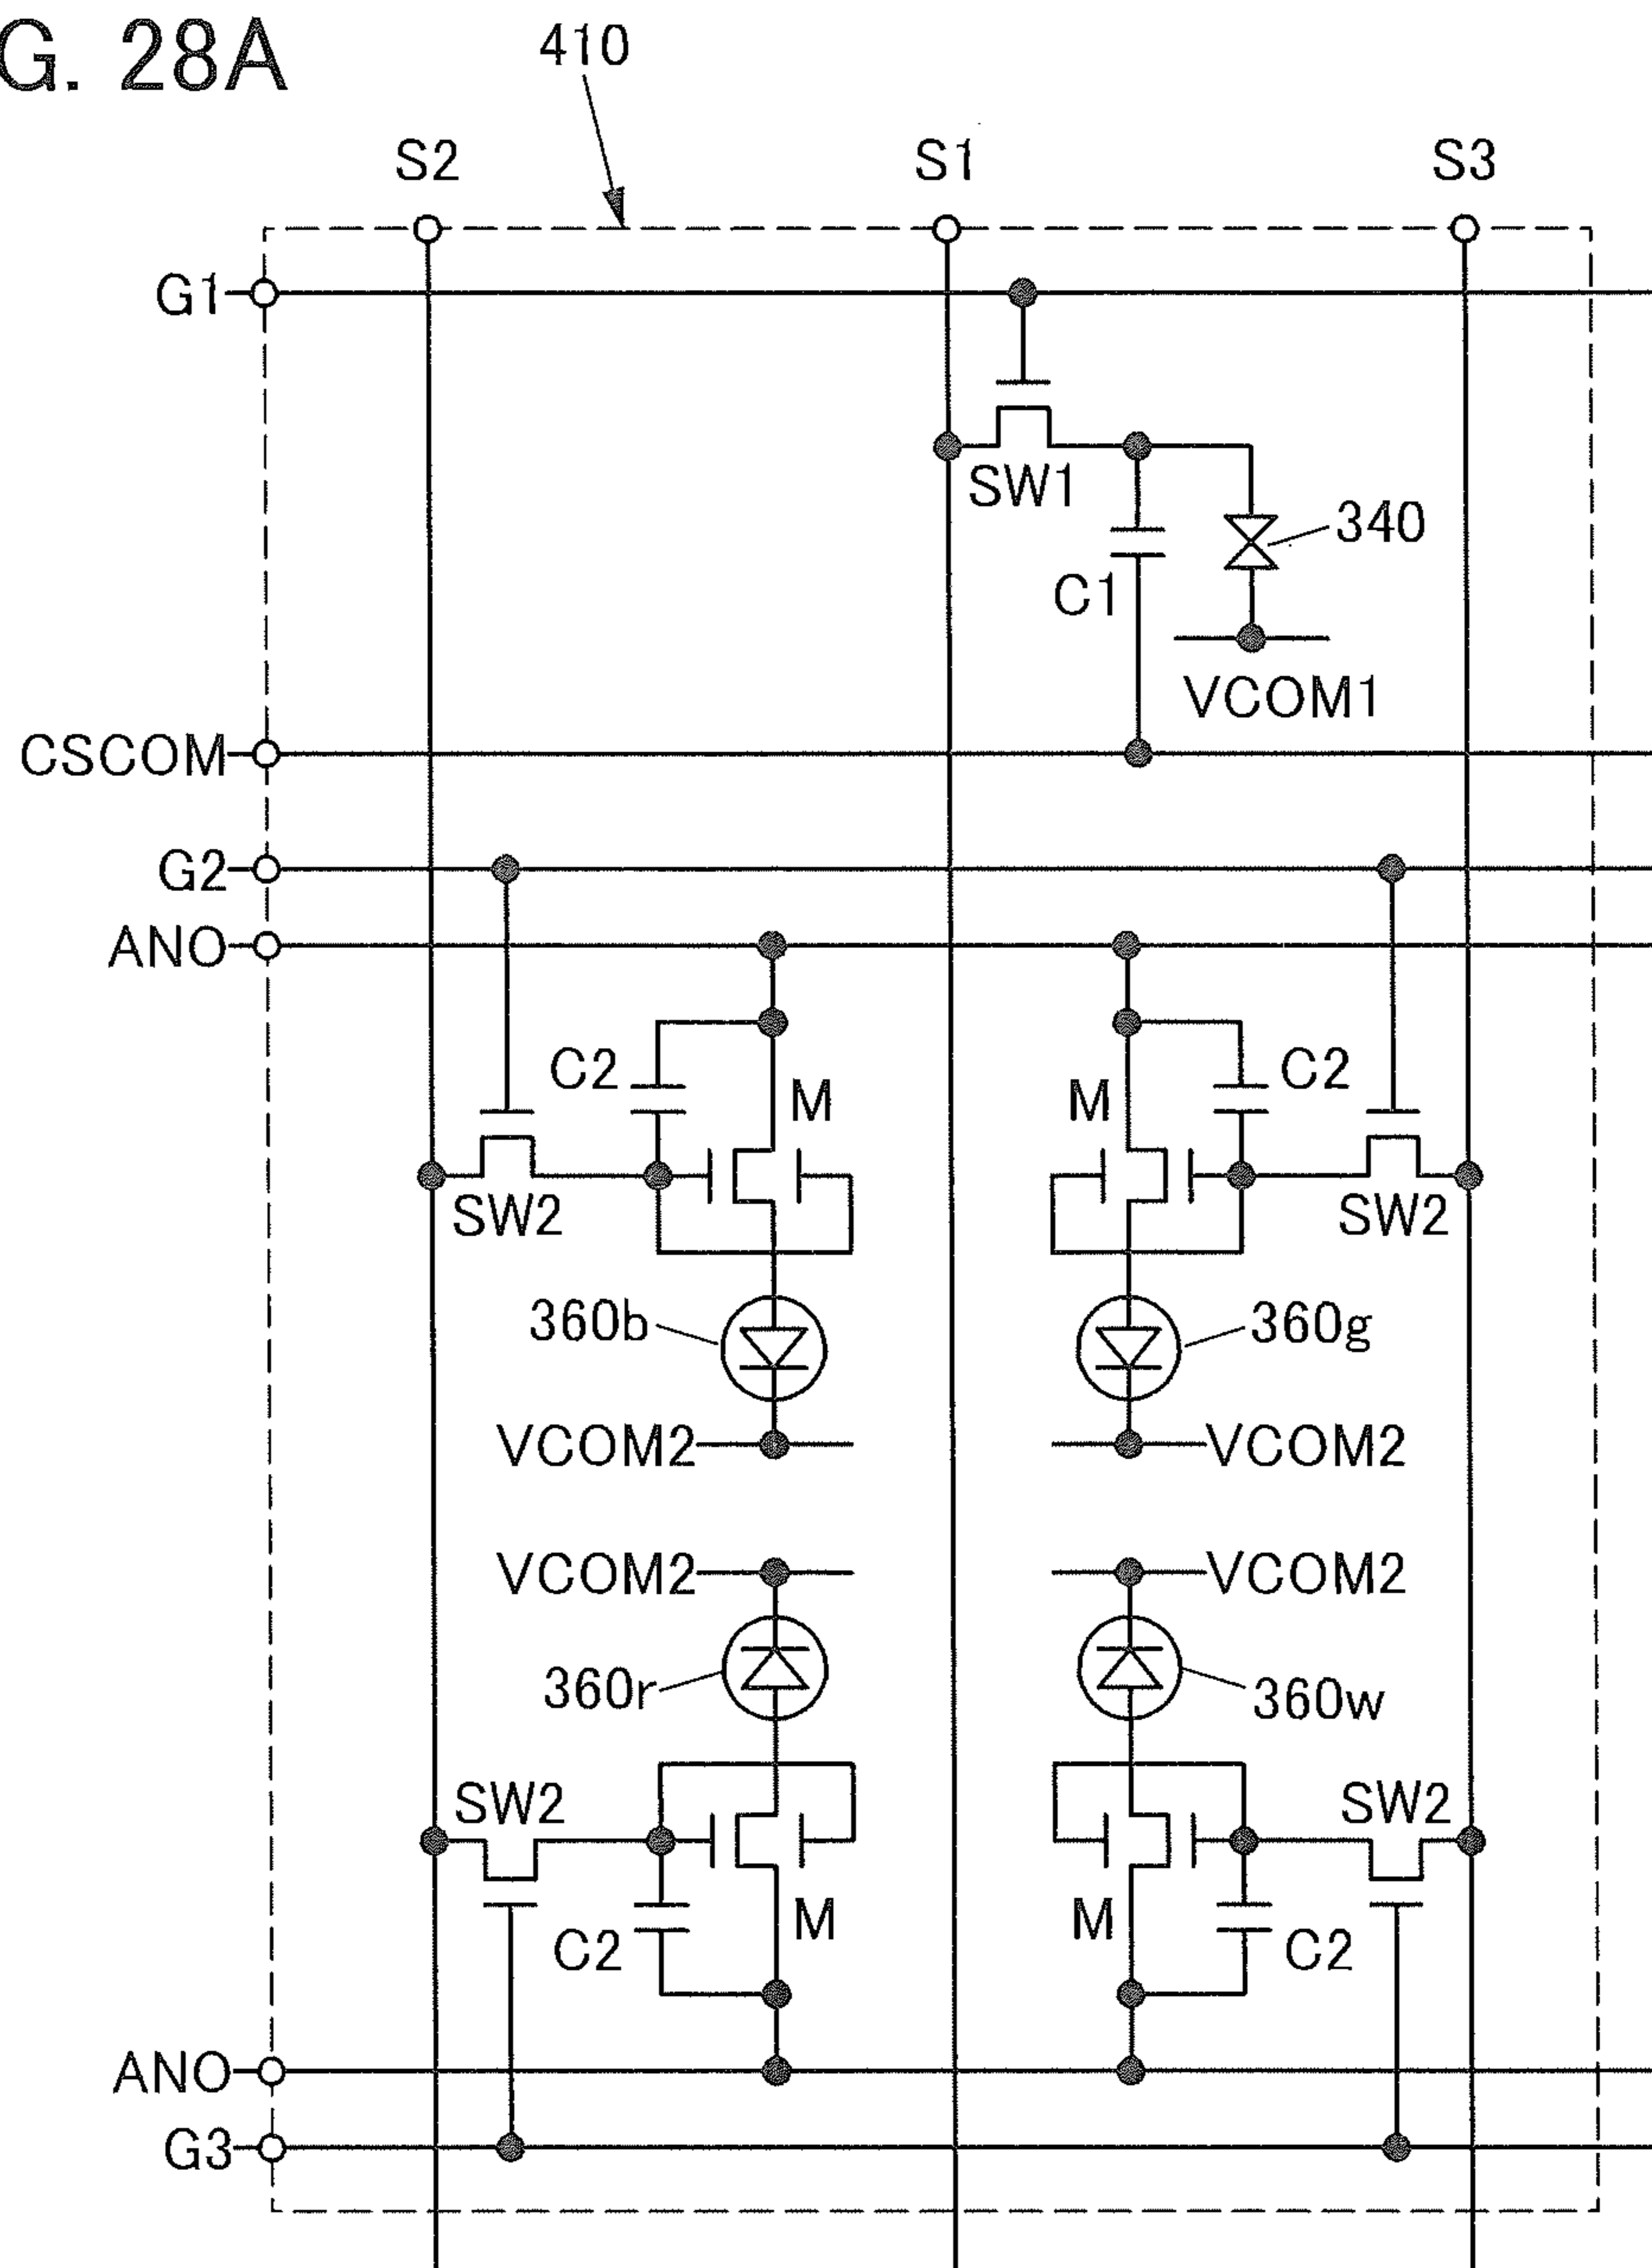 G. 28A
410
S2 S1 S3
G1
SW1
340
C1
VCOM1
CSCOM
G2
ANO
C2 M M C2
SW2 SW2
360b 360g
VCOM2 VCOM2
VCOM2 VCOM2
360r 360w
SW2 SW2
C2 M M C2
ANO
G3